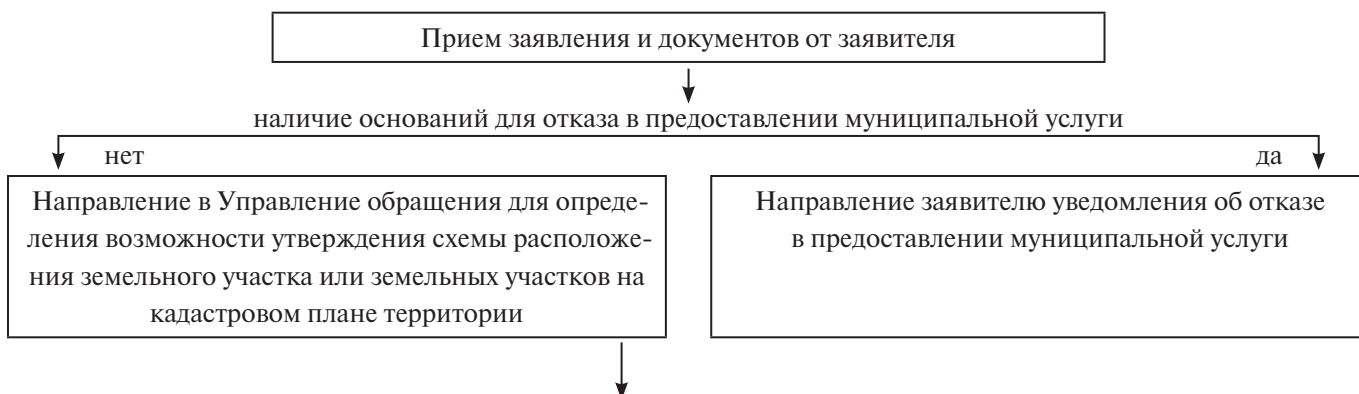 Прием заявления и документов от заявителя
наличие оснований для отказа в предоставлении муниципальной услуги
нет
да
Направление в Управление обращения для опреде-
ления возможности утверждения схемы расположе-
ния земельного участка или земельных участков на
кадастровом плане территории
Направление заявителю уведомления об отказе
в предоставлении муниципальной услуги